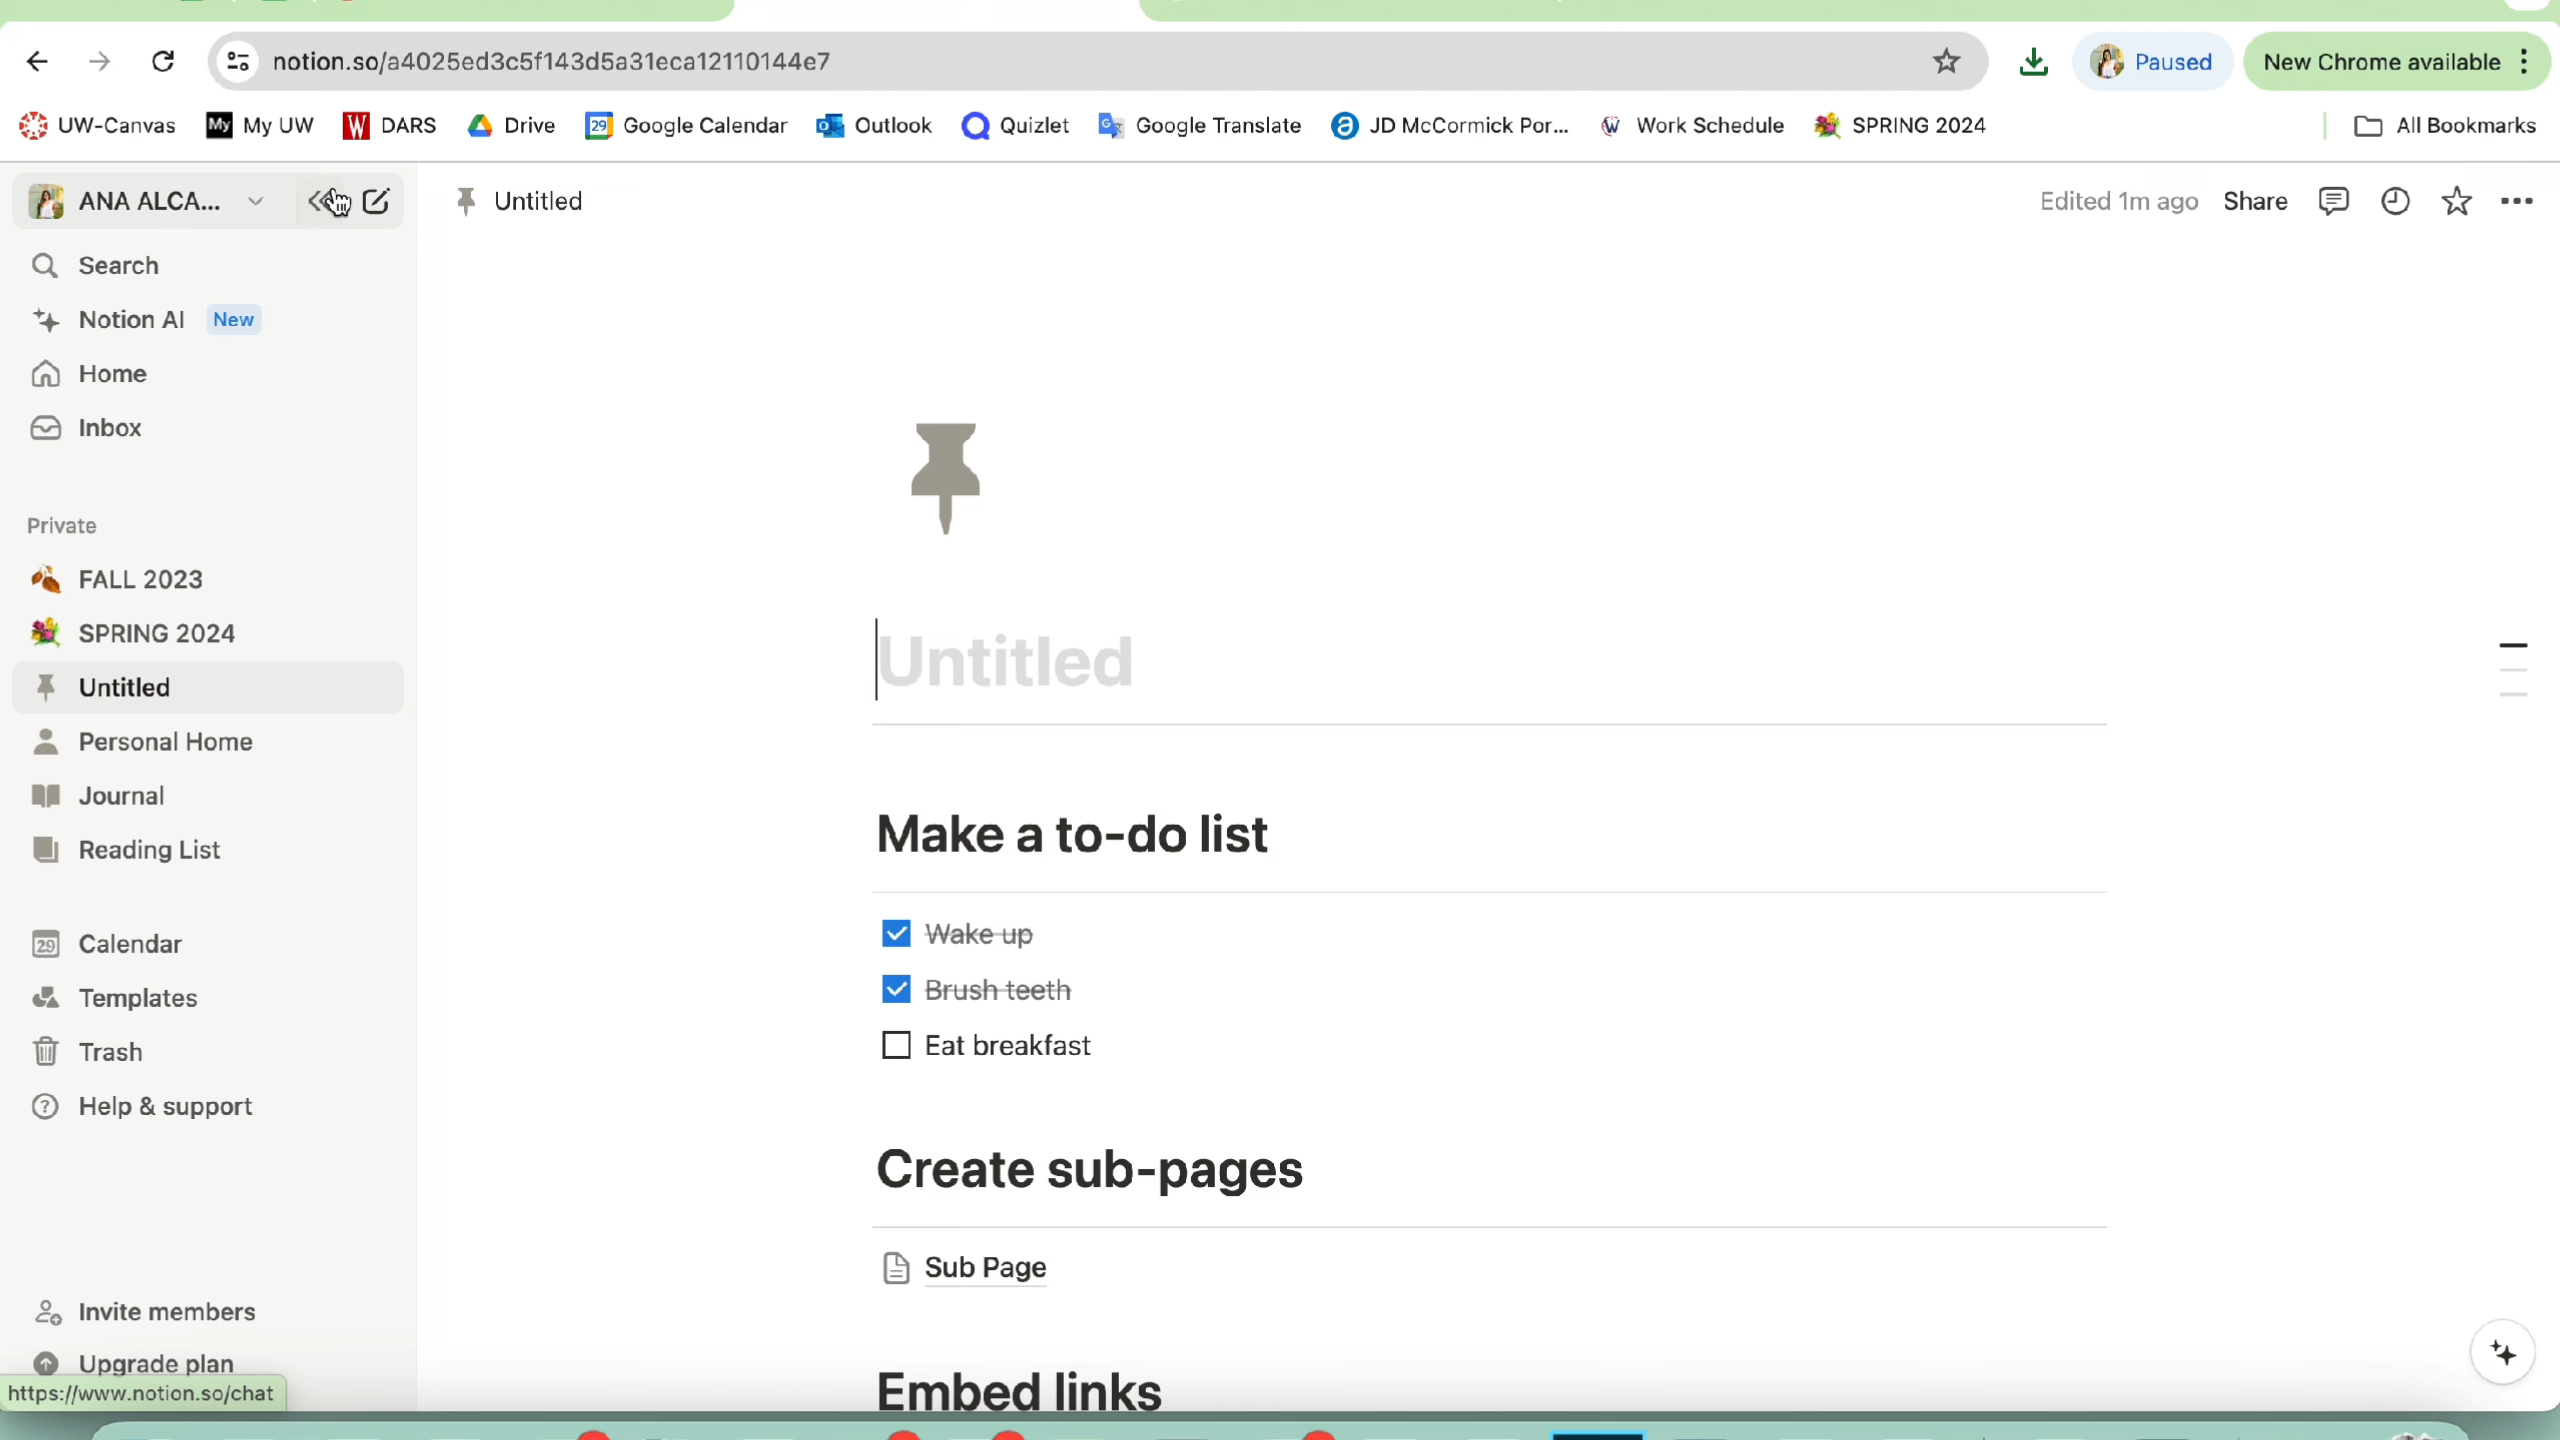 notion.so/a4025ed3c5f143d5a31eca12110144e7
Paused
New Chrome available
UW-Canvas
My My UW
W DARS
Drive
29 Google Calendar
Outlook
Quizlet
Google Translate
JD McCormick Por...
Work Schedule
SPRING 2024
All Bookmarks
ANA ALCA...
Untitled
Edited 1m ago
Share
Search
Notion AI New
Home
Inbox
Private
FALL 2023
SPRING 2024
Untitled
Personal Home
Journal
Reading List
29 Calendar
Templates
Trash
Help & support
Invite members
Upgrade plan
https://www.notion.so/chat
Untitled
Make a to-do list
Wake up
Brush teeth
Eat breakfast
Create sub-pages
Sub Page
Embed links